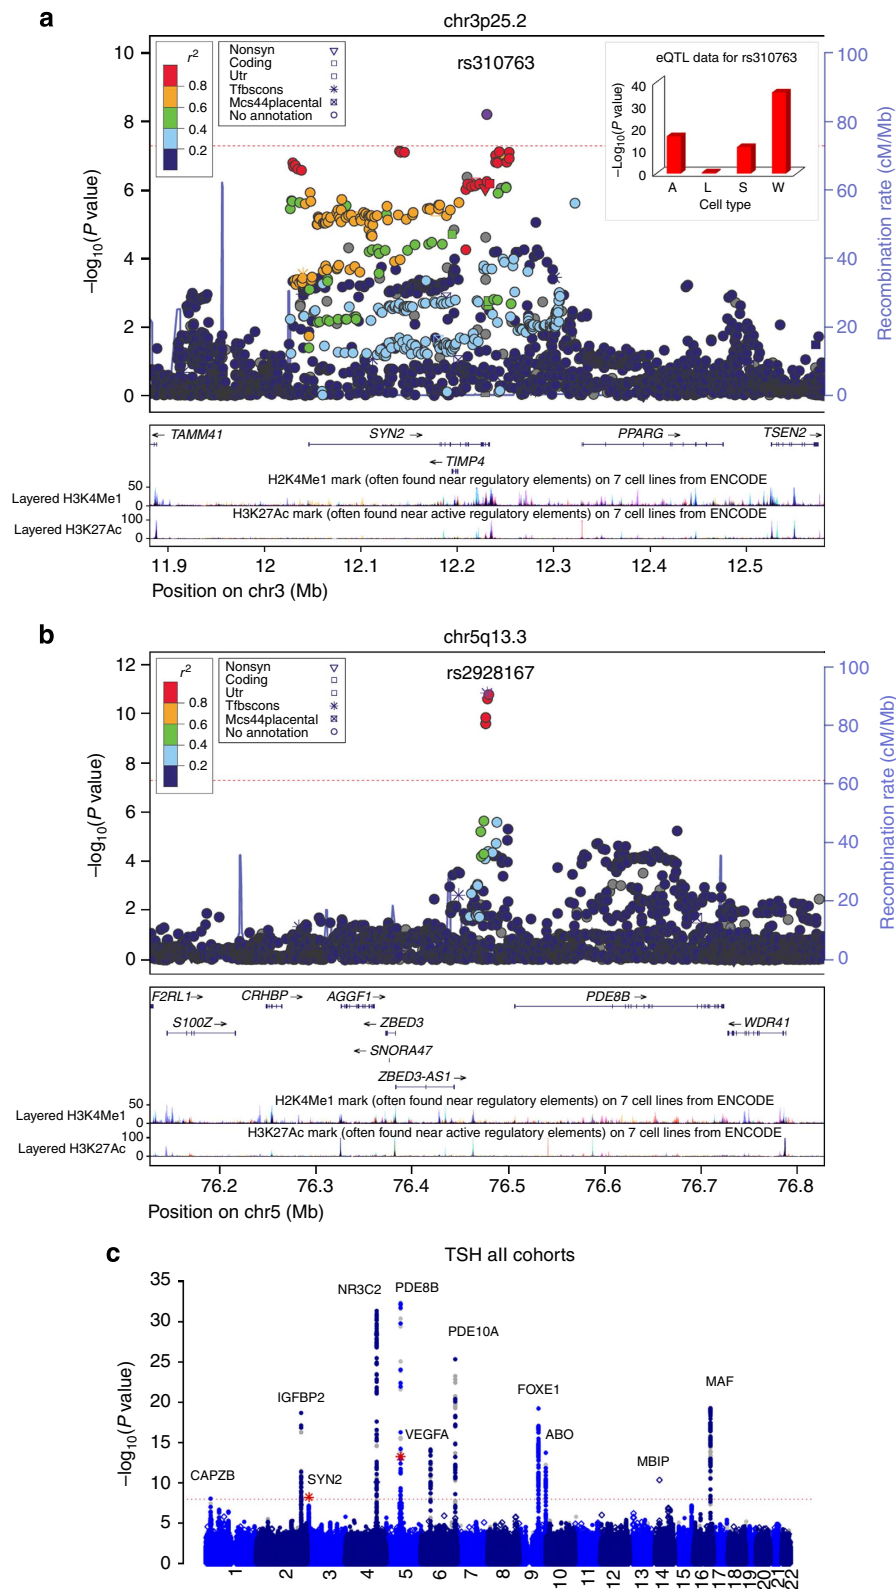 a
chr3p25.2
rs310763
r2
0.8
0.6
0.4
0.2
Nonsyn
Coding
Utr
Tfbscons
Mcs44placental
No annotation
eQTL data for rs310763
–Log10(P value)
40
30
20
10
0
A L S W
Cell type
–log10(P value)
10
8
6
4
2
0
Recombination rate (cM/Mb)
100
80
60
40
20
0
← TAMM41
SYN2 →
PPARG →
TSEN2 →
← TIMP4
H2K4Me1 mark (often found near regulatory elements) on 7 cell lines from ENCODE
Layered H3K4Me1
50
0
H3K27Ac mark (often found near active regulatory elements) on 7 cell lines from ENCODE
Layered H3K27Ac
100
0
11.9 12 12.1 12.2 12.3 12.4 12.5
Position on chr3 (Mb)
b
chr5q13.3
rs2928167
r2
0.8
0.6
0.4
0.2
Nonsyn
Coding
Utr
Tfbscons
Mcs44placental
No annotation
–log10(P value)
12
10
8
6
4
2
0
Recombination rate (cM/Mb)
100
80
60
40
20
0
F2RL1 →
CRHBP →
AGGF1 →
PDE8B →
S100Z →
← ZBED3
← WDR41
← SNORA47
ZBED3-AS1 →
H2K4Me1 mark (often found near regulatory elements) on 7 cell lines from ENCODE
Layered H3K4Me1
50
0
H3K27Ac mark (often found near active regulatory elements) on 7 cell lines from ENCODE
Layered H3K27Ac
100
0
76.2 76.3 76.4 76.5 76.6 76.7 76.8
Position on chr5 (Mb)
c
TSH all cohorts
–log10(P value)
35
30
25
20
15
10
5
0
NR3C2
PDE8B
PDE10A
IGFBP2
FOXE1
MAF
VEGFA
ABO
CAPZB
SYN2
MBIP
1 2 3 4 5 6 7 8 9 10 11 12 13 14 15 16 17 18 19 20 21 22